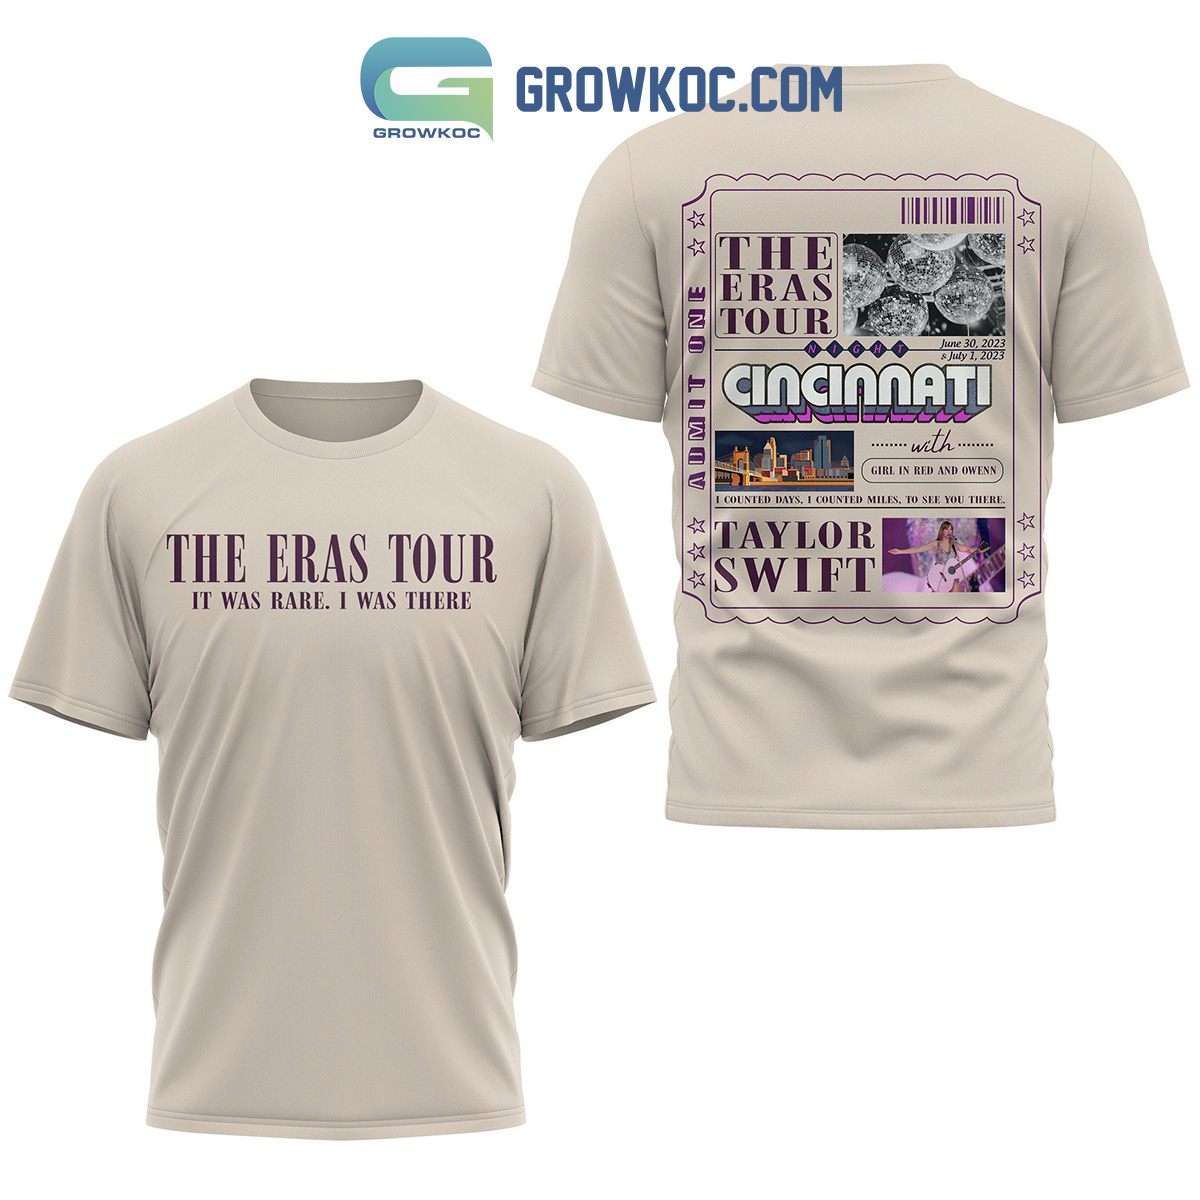 GROWKOC
GROWKOC.COM
THE ERAS TOUR
IT WAS RARE. I WAS THERE
ADMIT ONE
THE
ERAS
TOUR
NIGHT
June 30, 2023
& July 1, 2023
CINCINNATI
with
GIRL IN RED AND OWENN
I COUNTED DAYS, I COUNTED MILES, TO SEE YOU THERE.
TAYLOR
SWIFT